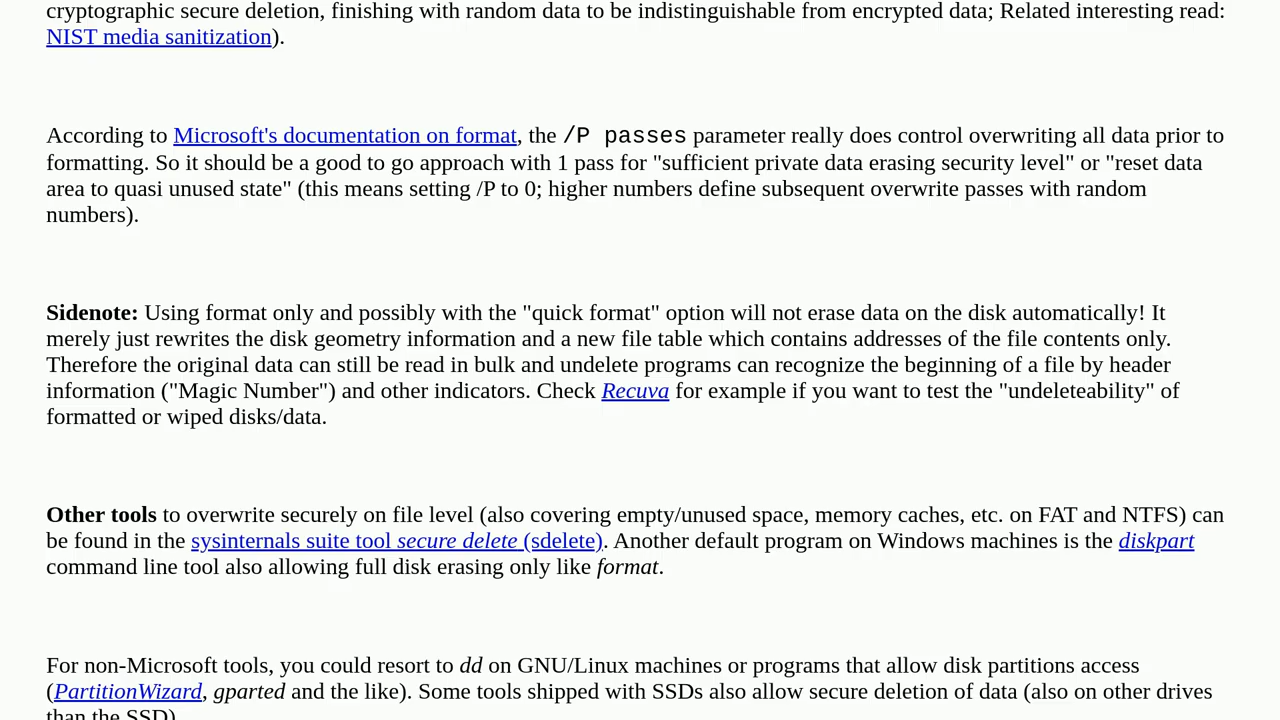 cryptographic secure deletion, finishing with random data to be indistinguishable from encrypted data; Related interesting read:
NIST media sanitization).
According to Microsoft's documentation on format, the /P passes parameter really does control overwriting all data prior to
formatting. So it should be a good to go approach with 1 pass for "sufficient private data erasing security level" or "reset data
area to quasi unused state" (this means setting /P to 0; higher numbers define subsequent overwrite passes with random
numbers).
Sidenote: Using format only and possibly with the "quick format" option will not erase data on the disk automatically! It
merely just rewrites the disk geometry information and a new file table which contains addresses of the file contents only.
Therefore the original data can still be read in bulk and undelete programs can recognize the beginning of a file by header
information ("Magic Number") and other indicators. Check Recuva for example if you want to test the "undeleteability" of
formatted or wiped disks/data.
Other tools to overwrite securely on file level (also covering empty/unused space, memory caches, etc. on FAT and NTFS) can
be found in the sysinternals suite tool secure delete (sdelete). Another default program on Windows machines is the diskpart
command line tool also allowing full disk erasing only like format.
For non-Microsoft tools, you could resort to dd on GNU/Linux machines or programs that allow disk partitions access
(PartitionWizard, gparted and the like). Some tools shipped with SSDs also allow secure deletion of data (also on other drives
than the SSD).